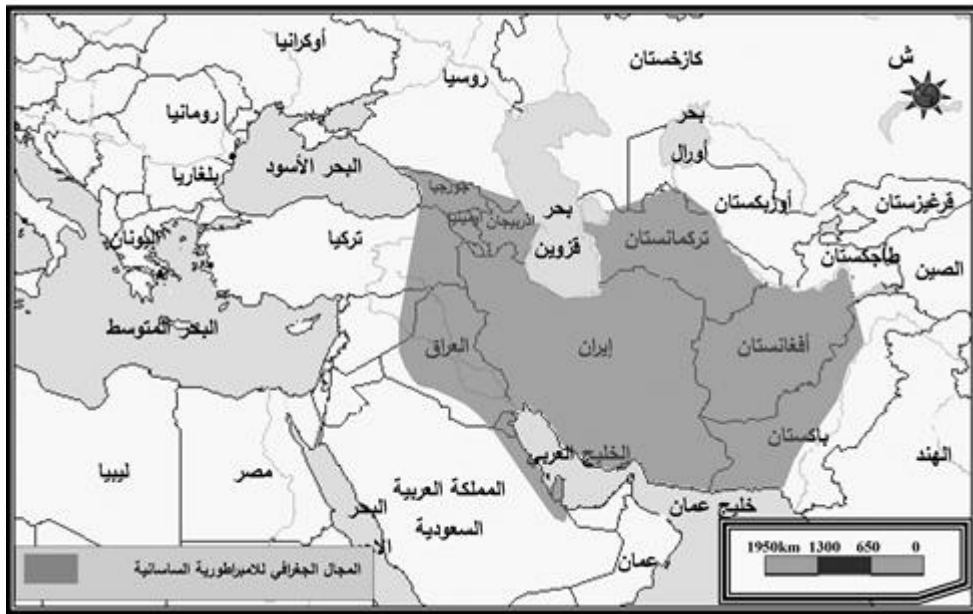 أوكرانيا
روسيا
كازخستان
ش
رومانيا
بحر
أورال
البحر الأسود
بلغاريا
جورجيا
أوزبكستان
قرغيزستان
اذربيجان
بحر
قزوين
تركمانستان
طاجكستان
اليونان
تركيا
الصين
البحر المتوسط
العراق
إيران
أفغانستان
باكستان
الهند
الخليج العربي
ليبيا
مصر
المملكة العربية
السعودية
البحر
خليج عمان
عمان
1950km 1300 650 0
المجال الجغرافي للامبراطورية الساسانية